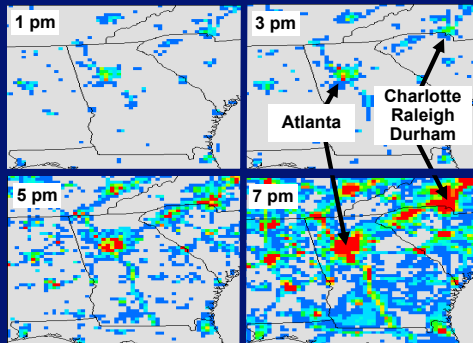 1 pm
3 pm
Atlanta
Charlotte
Raleigh
Durham
5 pm
7 pm